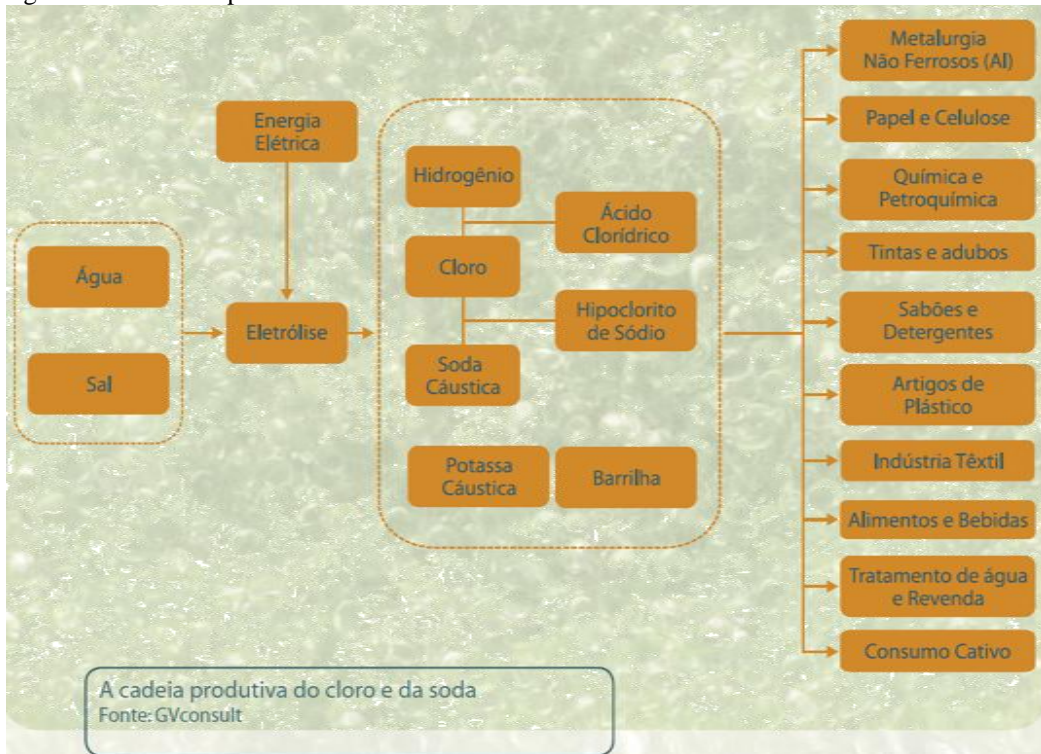 Metalurgia
Não Ferrosos (Al)
Energia
Elétrica
Papel e Celulose
Hidrogênio
Química e
Petroquímica
Ácido
Clorídrico
Água
Cloro
Tintas e adubos
Eletrólise
Hipoclorito
de Sódio
Sabões e
Detergentes
Sal
Soda
Cáustica
Artigos de
Plástico
Potassa
Cáustica
Barrilha
Indústria Têxtil
Alimentos e Bebidas
Tratamento de água
e Revenda
Consumo Cativo
A cadeia produtiva do cloro e da soda
Fonte: GVconsult